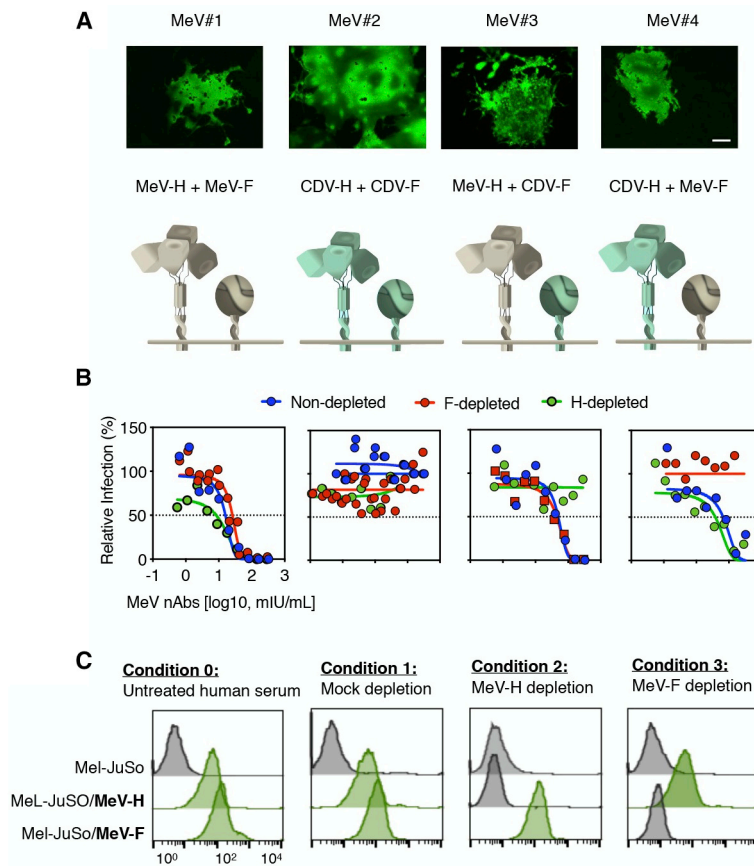 A
MeV#1 MeV#2 MeV#3 MeV#4
MeV-H + MeV-F CDV-H + CDV-F MeV-H + CDV-F CDV-H + MeV-F
B
Non-depleted F-depleted H-depleted
Relative Infection (%)
150
100
50
0
-1 0 1 2 3
MeV nAbs [log10, mIU/mL]
C
Condition 0: Condition 1: Condition 2: Condition 3:
Untreated human serum Mock depletion MeV-H depletion MeV-F depletion
Mel-JuSo
MeL-JuSO/MeV-H
Mel-JuSo/MeV-F
10⁰ 10² 10⁴